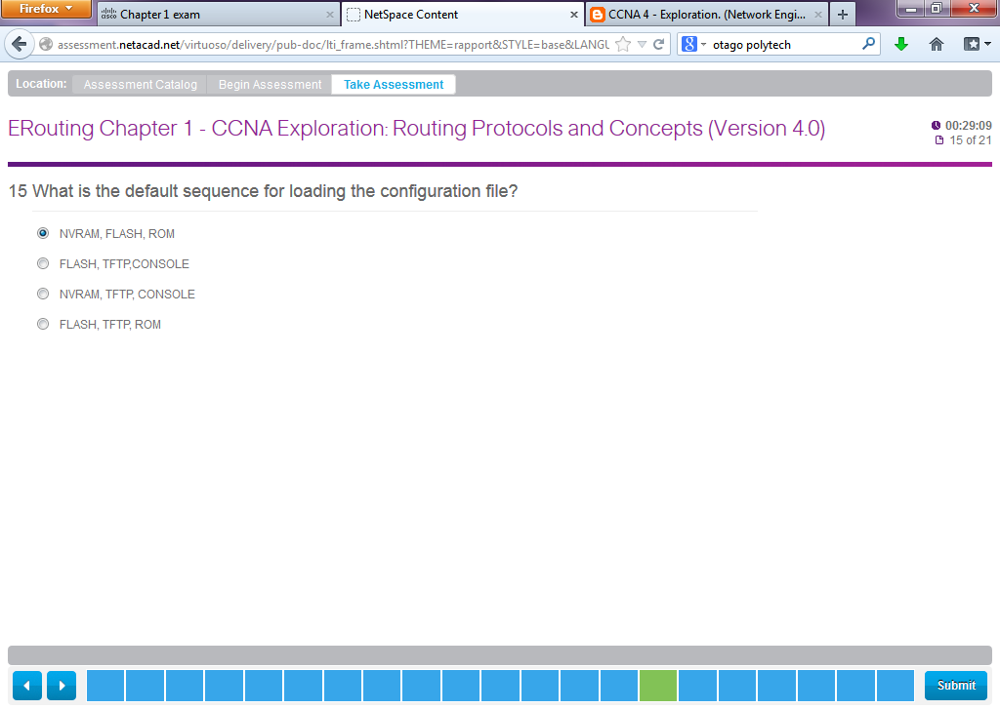 Firefox
cisco Chapter 1 exam
NetSpace Content
CCNA 4 - Exploration. (Network Engi...
assessment.netacad.net/virtuoso/delivery/pub-doc/lti_frame.shtml?THEME=rapport&STYLE=base&LANGU
8 otago polytech
Location: Assessment Catalog Begin Assessment Take Assessment
ERouting Chapter 1 - CCNA Exploration: Routing Protocols and Concepts (Version 4.0)
00:29:09
15 of 21
15 What is the default sequence for loading the configuration file?
NVRAM, FLASH, ROM
FLASH, TFTP,CONSOLE
NVRAM, TFTP, CONSOLE
FLASH, TFTP, ROM
Submit